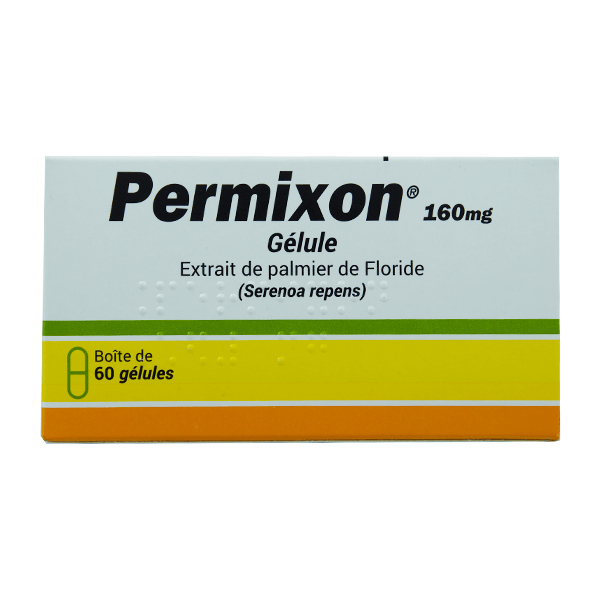 Permixon® 160mg
Gélule
Extrait de palmier de Floride
(Serenoa repens)
Boîte de
60 gélules